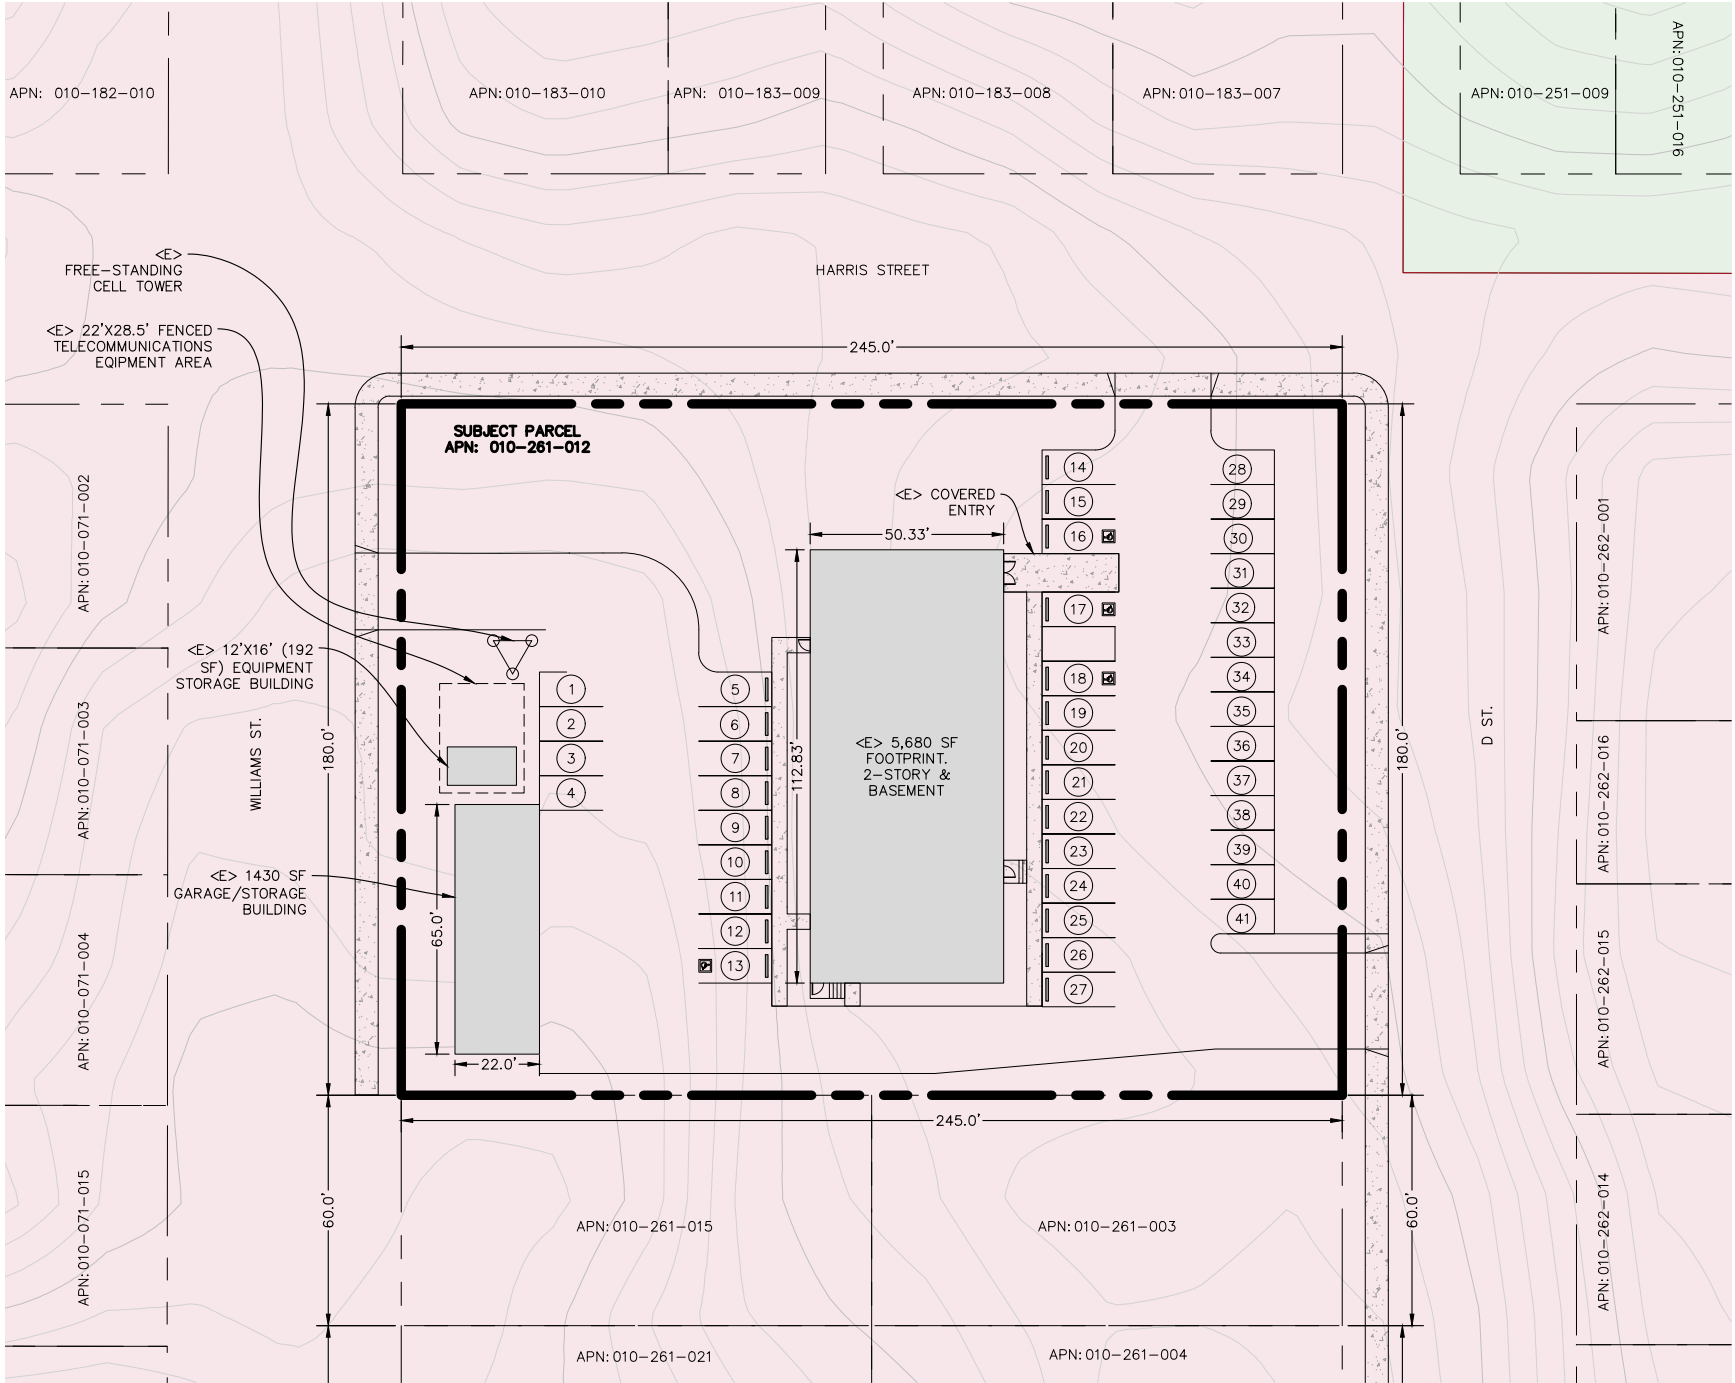 APN: 010-182-010
APN: 010-183-010
APN: 010-183-009
APN: 010-183-008
APN: 010-183-007
APN: 010-251-009
APN: 010-251-016
<E>
FREE-STANDING
CELL TOWER
HARRIS STREET
<E> 22'X28.5' FENCED
TELECOMMUNICATIONS
EQIPMENT AREA
245.0'
SUBJECT PARCEL
APN: 010-261-012
<E> COVERED
ENTRY
50.33'
APN: 010-071-002
APN: 010-262-001
<E> 12'X16' (192
SF) EQUIPMENT
STORAGE BUILDING
APN: 010-071-003
WILLIAMS ST.
180.0'
112.83'
<E> 5,680 SF
FOOTPRINT.
2-STORY &
BASEMENT
180.0'
D ST.
APN: 010-262-016
<E> 1430 SF
GARAGE/STORAGE
BUILDING
65.0'
22.0'
1
2
3
4
5
6
7
8
9
10
11
12
13
14
15
16
17
18
19
20
21
22
23
24
25
26
27
28
29
30
31
32
33
34
35
36
37
38
39
40
41
APN: 010-071-004
APN: 010-262-015
245.0'
60.0'
60.0'
APN: 010-071-015
APN: 010-261-015
APN: 010-261-003
APN: 010-262-014
APN: 010-261-021
APN: 010-261-004